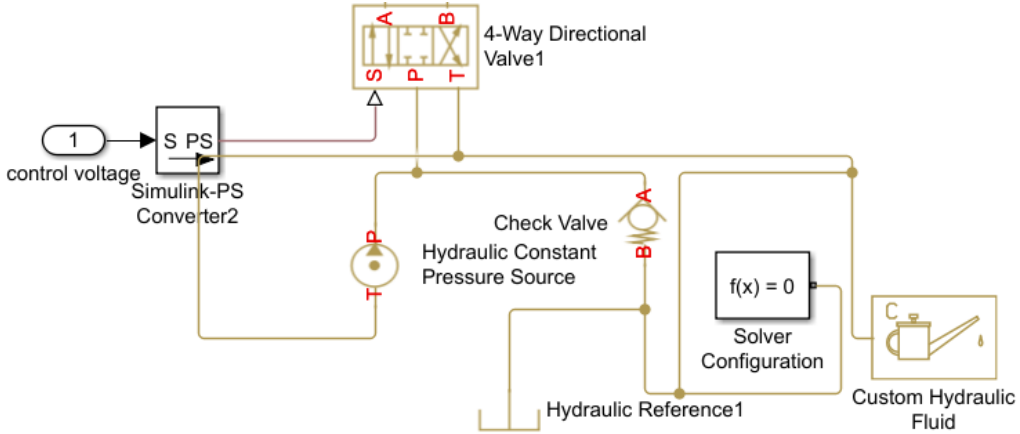 A
B
4-Way Directional
Valve1
S
P
T
1
S PS
control voltage
Simulink-PS
Converter2
A
Check Valve
B
P
Hydraulic Constant
Pressure Source
T
f(x) = 0
Solver
Configuration
C
Custom Hydraulic
Fluid
Hydraulic Reference1